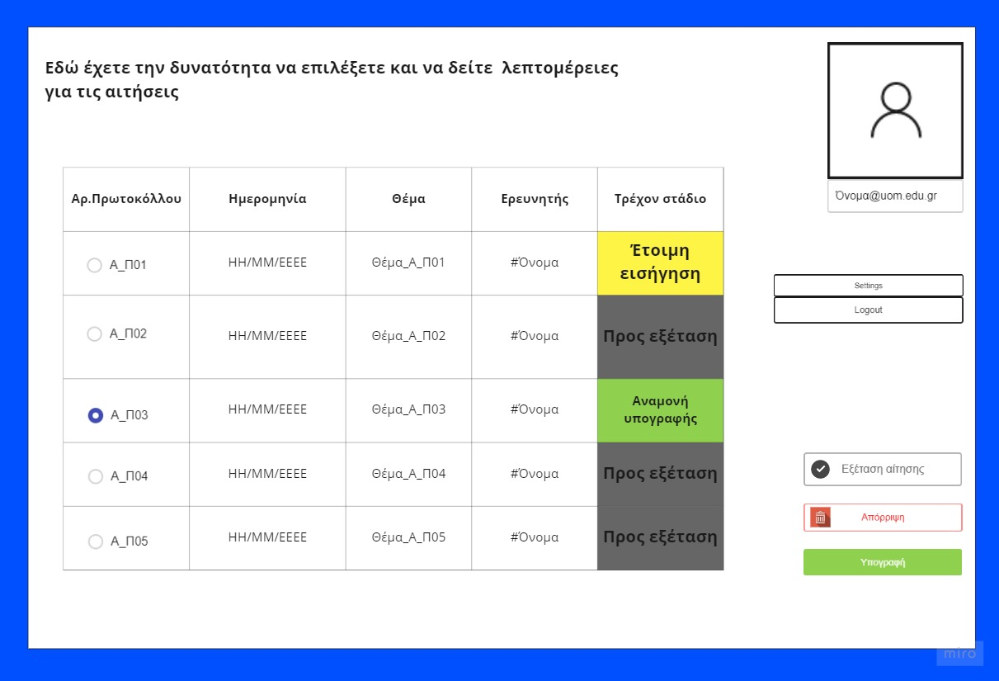 Εδώ έχετε την δυνατότητα να επιλέξετε και να δείτε λεπτομέρειες
για τις αιτήσεις
Όνομα@uom.edu.gr
Αρ.Πρωτοκόλλου Ημερομηνία Θέμα Ερευνητής Τρέχον στάδιο
Α_Π01 ΗΗ/ΜΜ/ΕΕΕΕ Θέμα_Α_Π01 #Όνομα Έτοιμη
εισήγηση
Settings
Logout
Α_Π02 ΗΗ/ΜΜ/ΕΕΕΕ Θέμα_Α_Π02 #Όνομα Προς εξέταση
Α_Π03 ΗΗ/ΜΜ/ΕΕΕΕ Θέμα_Α_Π03 #Όνομα Αναμονή
υπογραφής
Α_Π04 ΗΗ/ΜΜ/ΕΕΕΕ Θέμα_Α_Π04 #Όνομα Προς εξέταση
Α_Π05 ΗΗ/ΜΜ/ΕΕΕΕ Θέμα_Α_Π05 #Όνομα Προς εξέταση
Εξέταση αίτησης
Απόρριψη
Υπογραφή
miro